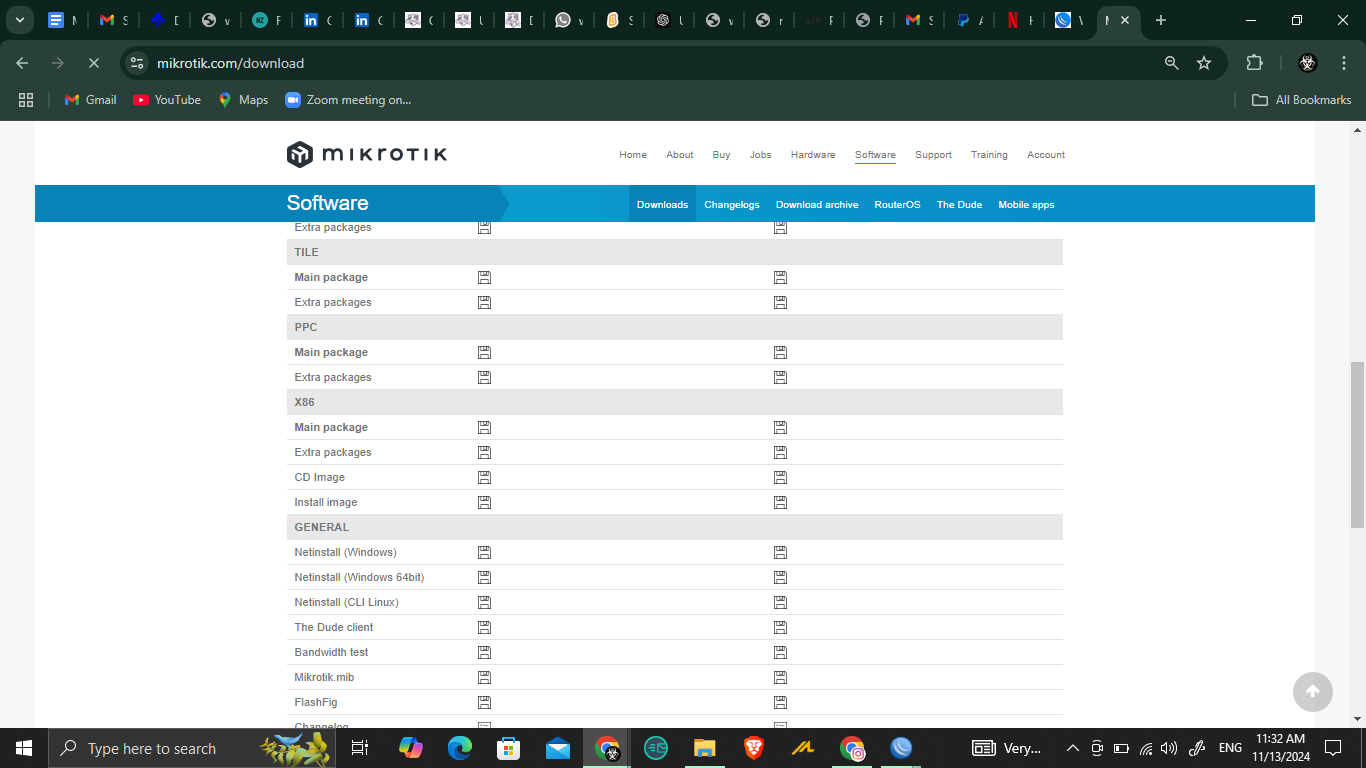 mikrotik.com/download
Gmail
YouTube
Maps
Zoom meeting on...
All Bookmarks
mikrotik
Home About Buy Jobs Hardware Software Support Training Account
Software
Downloads Changelogs Download archive RouterOS The Dude Mobile apps
Extra packages
TILE
Main package
Extra packages
PPC
Main package
Extra packages
X86
Main package
Extra packages
CD Image
Install image
GENERAL
Netinstall (Windows)
Netinstall (Windows 64bit)
Netinstall (CLI Linux)
The Dude client
Bandwidth test
Mikrotik.mib
FlashFig
Changelog
Type here to search
Very...
ENG
11:32 AM
11/13/2024